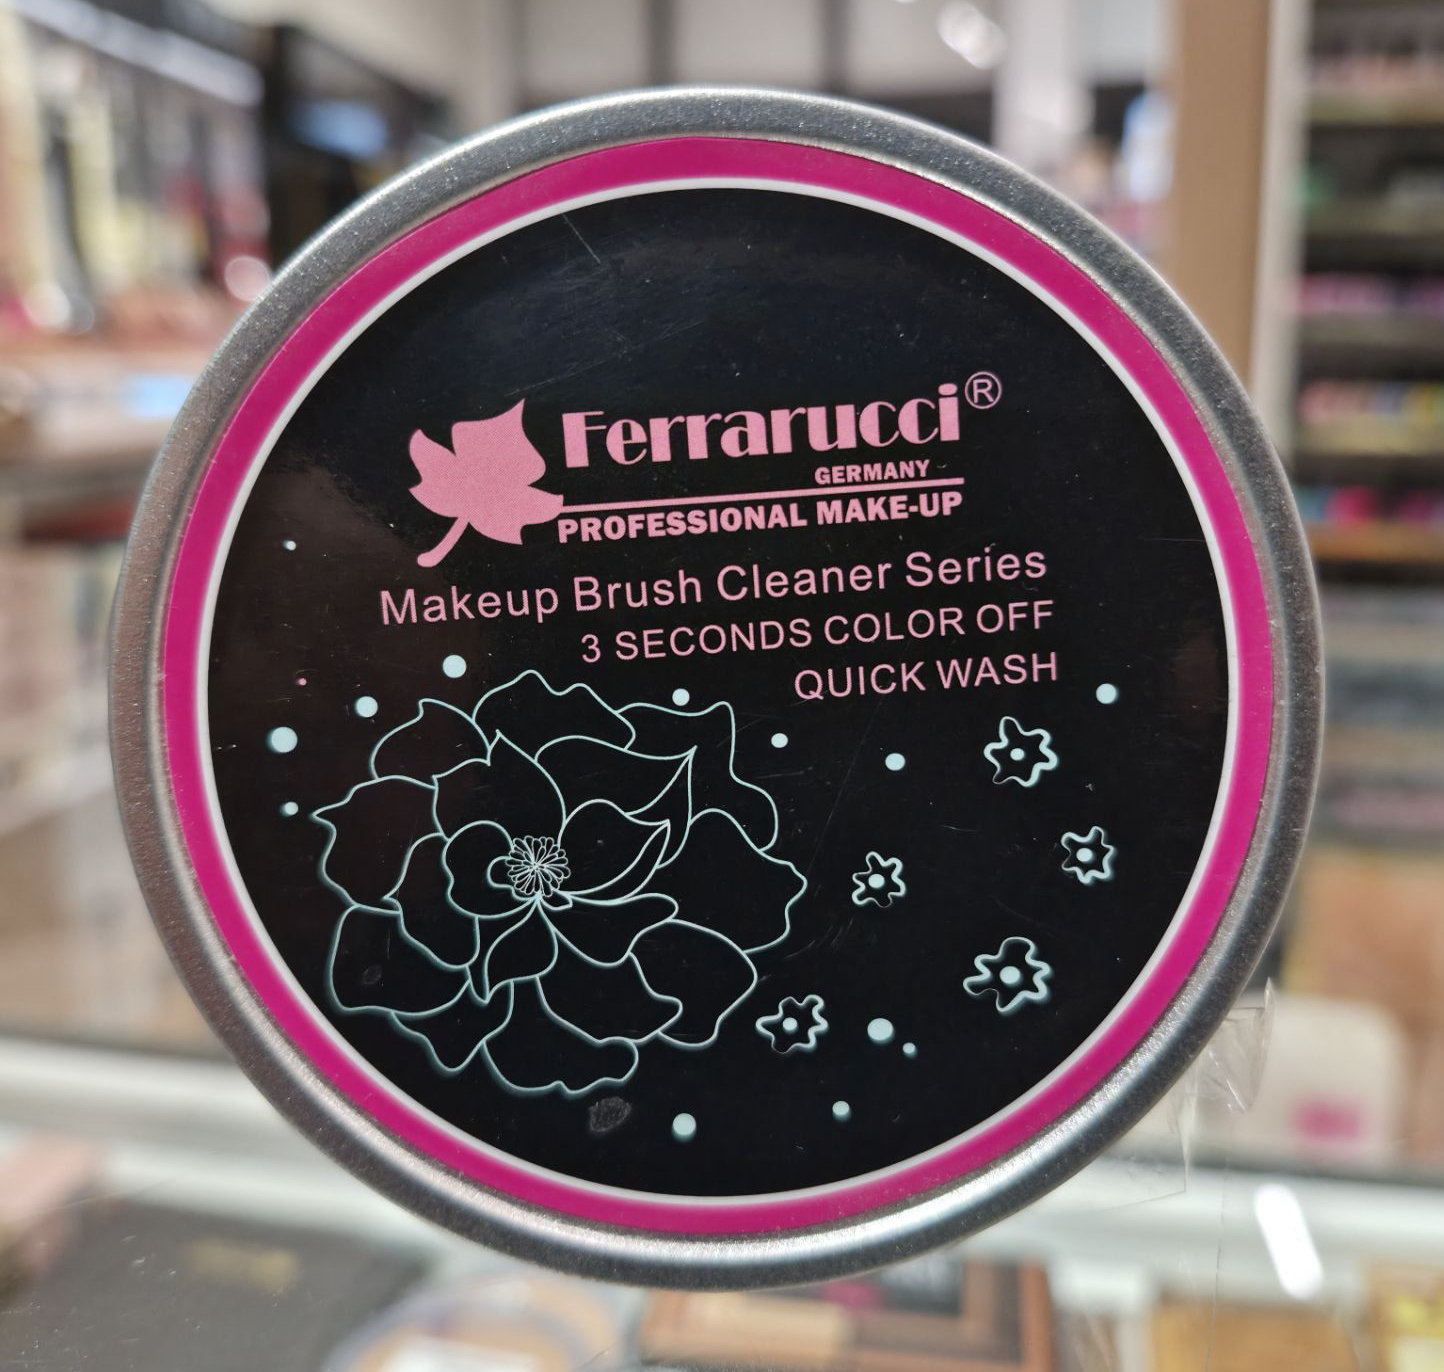 Ferrarucci®
GERMANY
PROFESSIONAL MAKE-UP
Makeup Brush Cleaner Series
3 SECONDS COLOR OFF
QUICK WASH